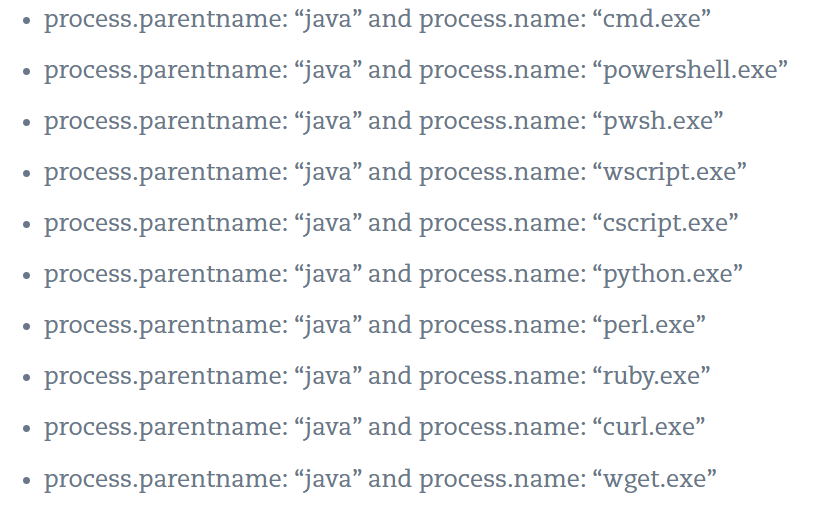 • process.parentname: “java” and process.name: “cmd.exe”
• process.parentname: “java” and process.name: “powershell.exe”
• process.parentname: “java” and process.name: “pwsh.exe”
• process.parentname: “java” and process.name: “wscript.exe”
• process.parentname: “java” and process.name: “cscript.exe”
• process.parentname: “java” and process.name: “python.exe”
• process.parentname: “java” and process.name: “perl.exe”
• process.parentname: “java” and process.name: “ruby.exe”
• process.parentname: “java” and process.name: “curl.exe”
• process.parentname: “java” and process.name: “wget.exe”